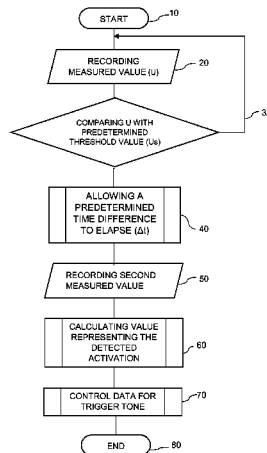 START
10
RECORDING
MEASURED VALUE (u)
20
COMPARING U WITH
PREDETERMINED
THRESHOLD VALUE (Us)
3
ALLOWING A
PREDETERMINED
TIME DIFFERENCE
TO ELAPSE (Δt)
40
RECORDING SECOND
MEASURED VALUE
50
CALCULATING VALUE
REPRESENTING THE
DETECTED ACTIVATION
60
CONTROL DATA FOR
TRIGGER TONE
70
END
80